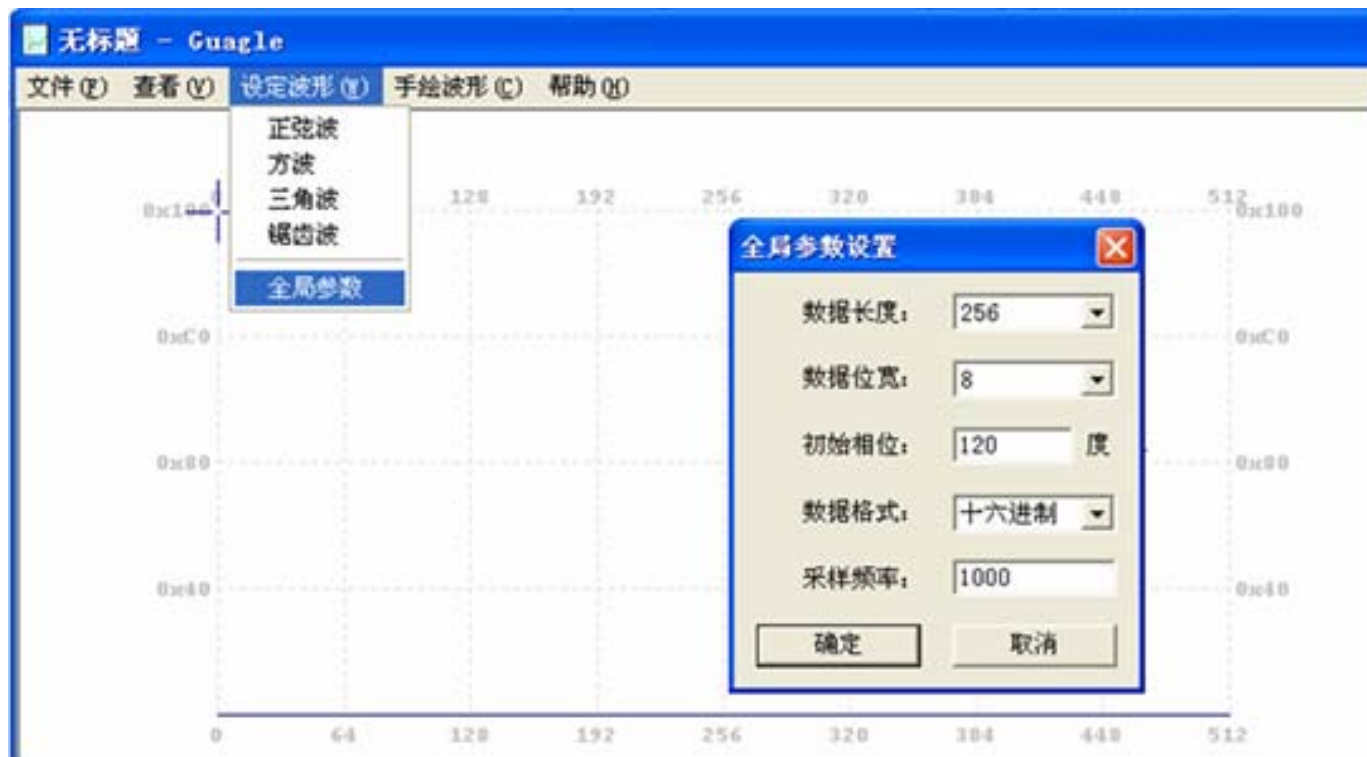 无标题 - Guagle
文件(F) 查看(V) 设定波形(W) 手绘波形(C) 帮助(H)
正弦波
方波
三角波
锯齿波
全局参数
128 192 256 320 384 448 512
0x100 0x100
0xC0 0xC0
0x80 0x80
0x40 0x40
0 64 128 192 256 320 384 448 512
全局参数设置
数据长度: 256
数据位宽: 8
初始相位: 120 度
数据格式: 十六进制
采样频率: 1000
确定 取消